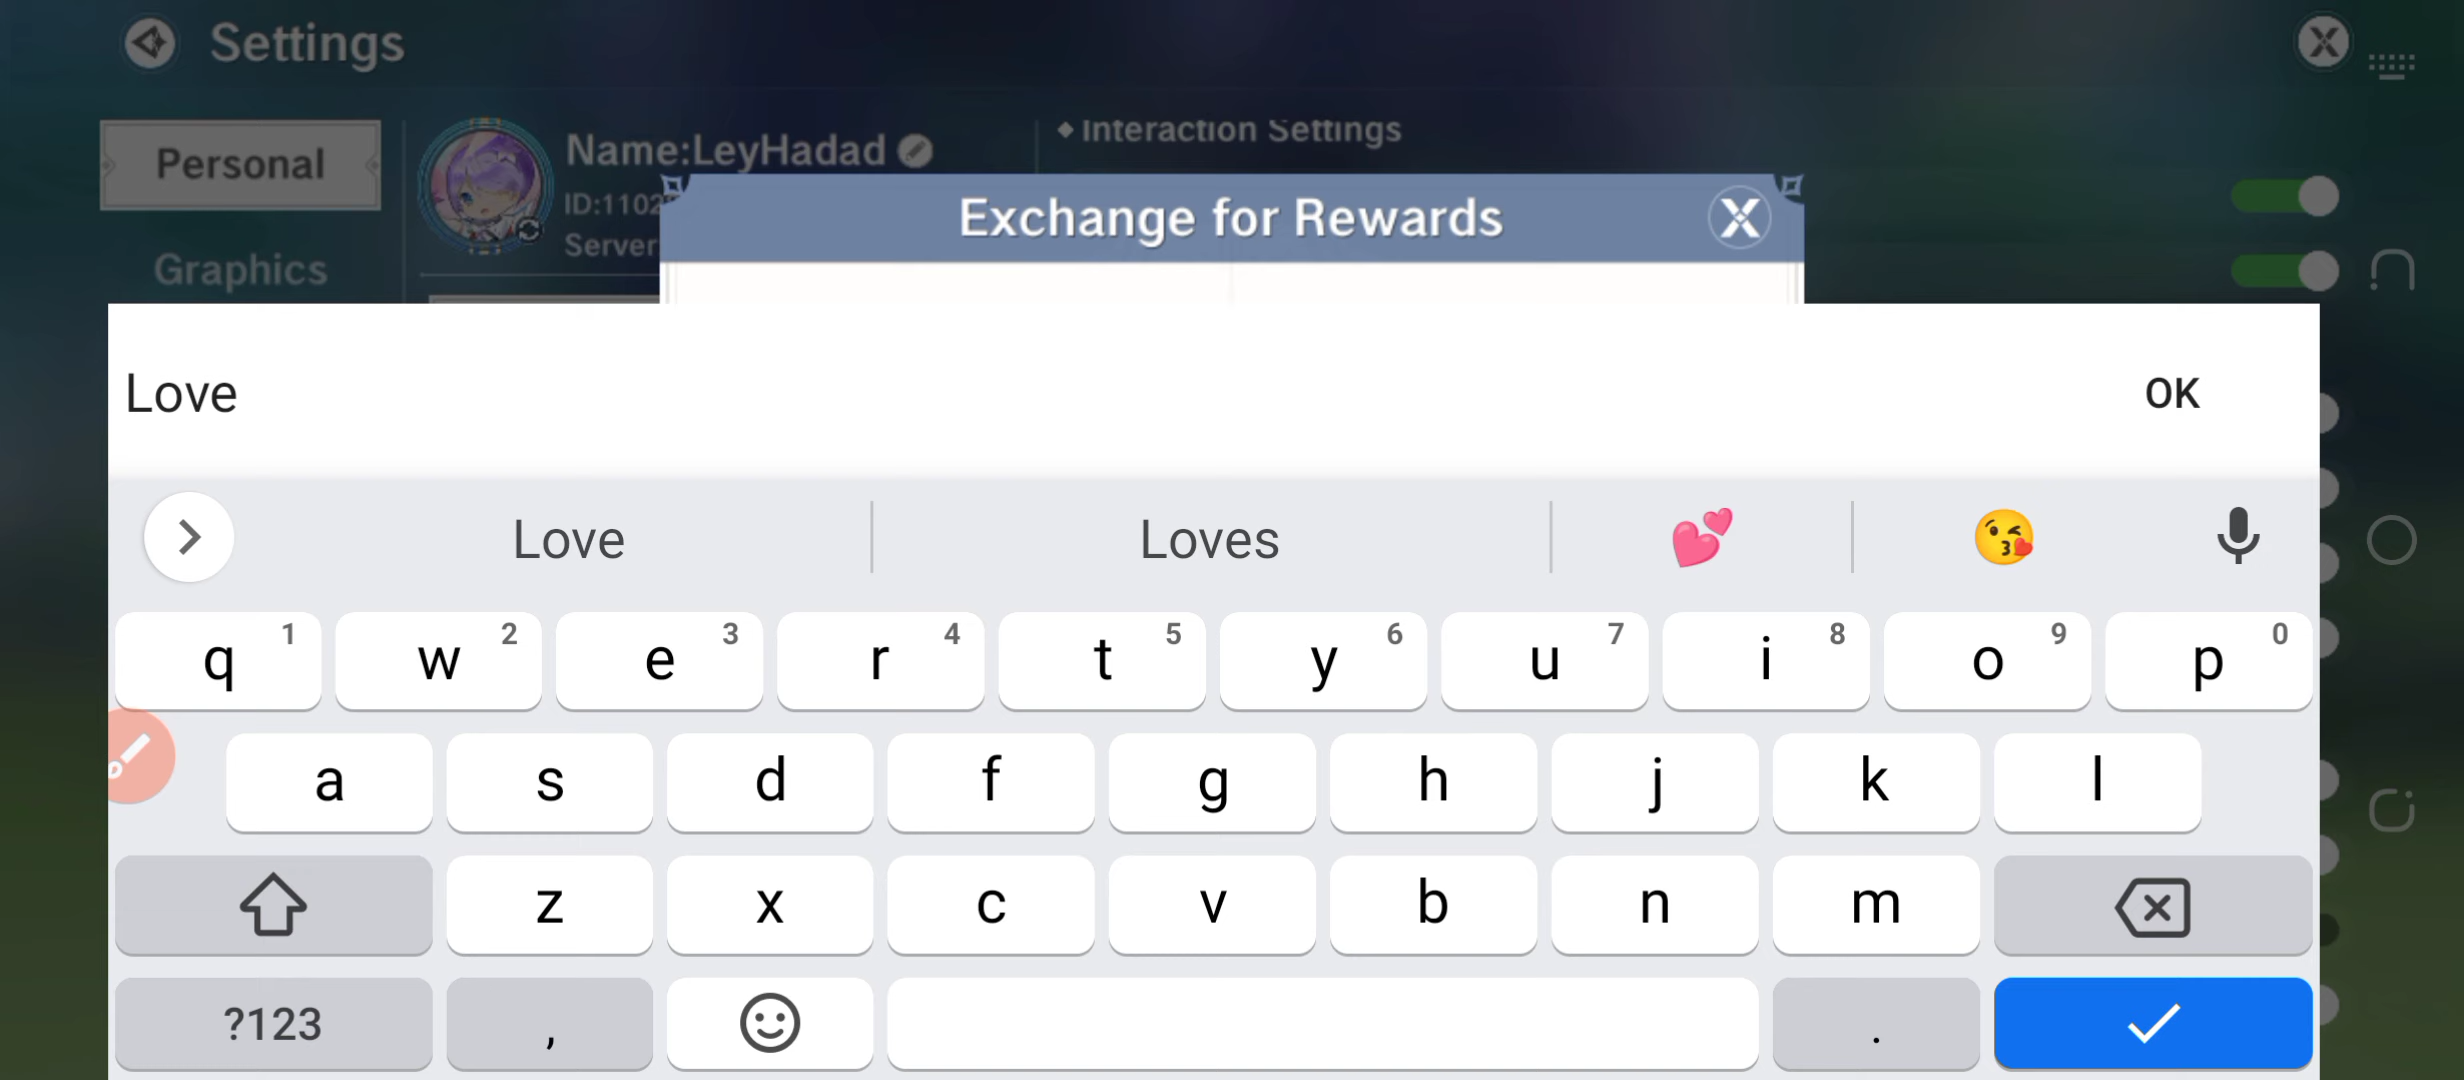 Settings
Personal
Graphics
Name:LeyHadad
ID:1102
Server
Interaction Settings
Exchange for Rewards
Love
OK
Love Loves
q 1 w 2 e 3 r 4 t 5 y 6 u 7 i 8 o 9 p 0
a s d f g h j k l
z x c v b n m
?123 , .